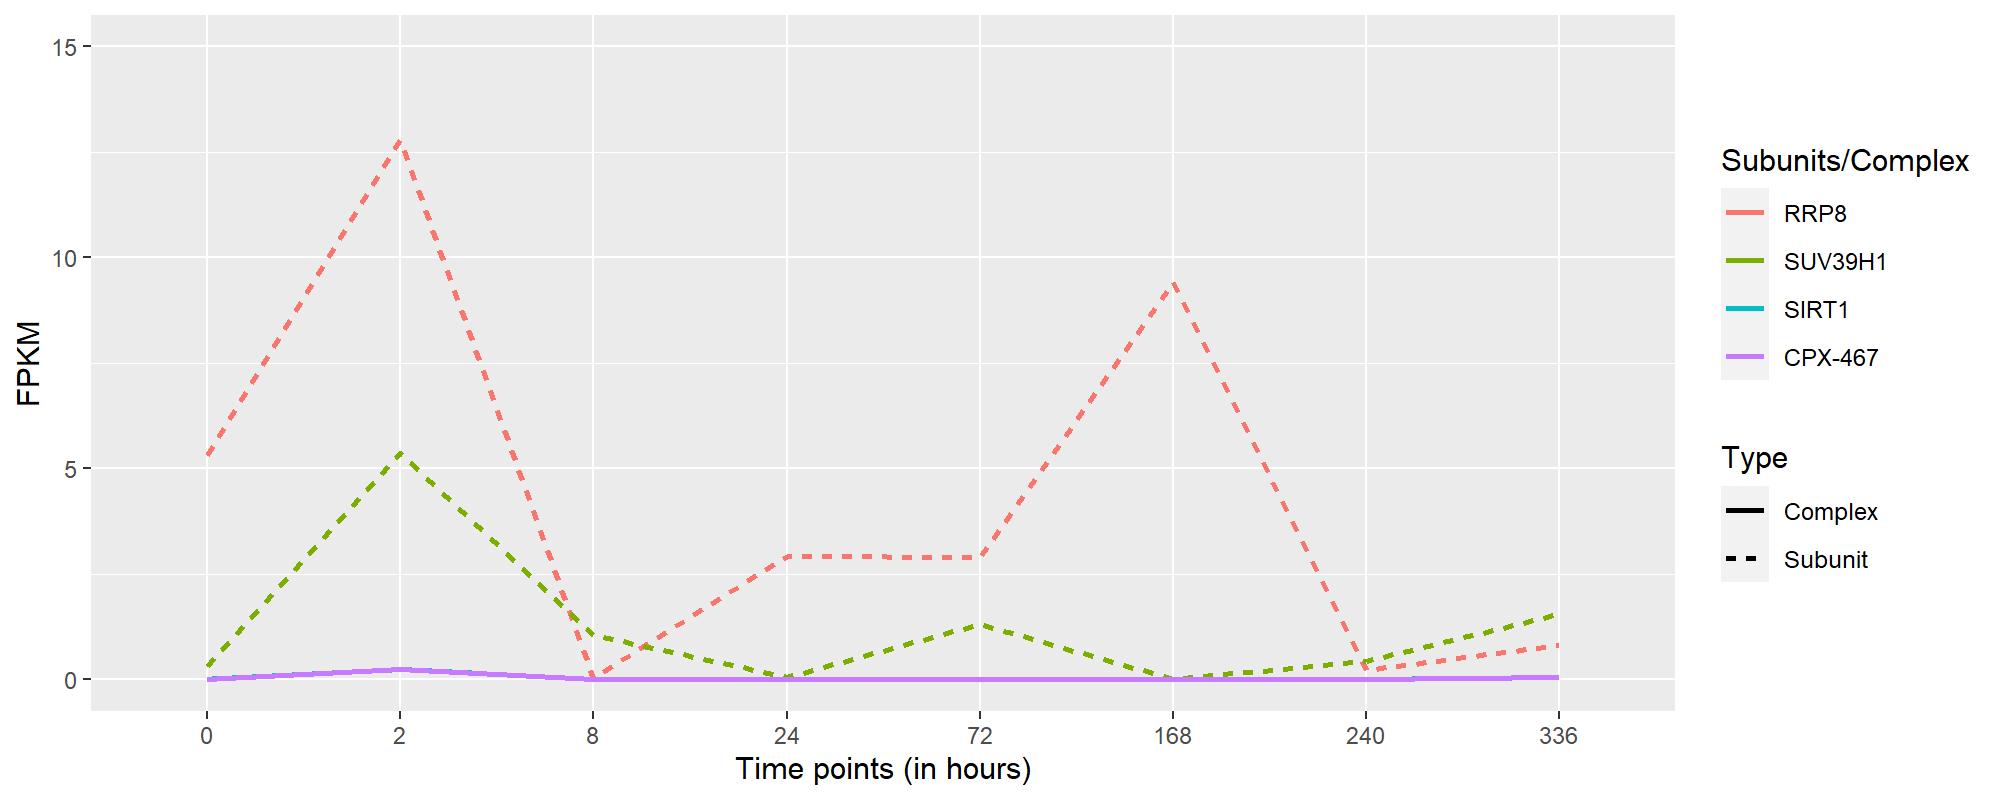 15
10
5
0
FPKM
0 2 8 24 72 168 240 336
Time points (in hours)
Subunits/Complex
RRP8
SUV39H1
SIRT1
CPX-467
Type
Complex
Subunit